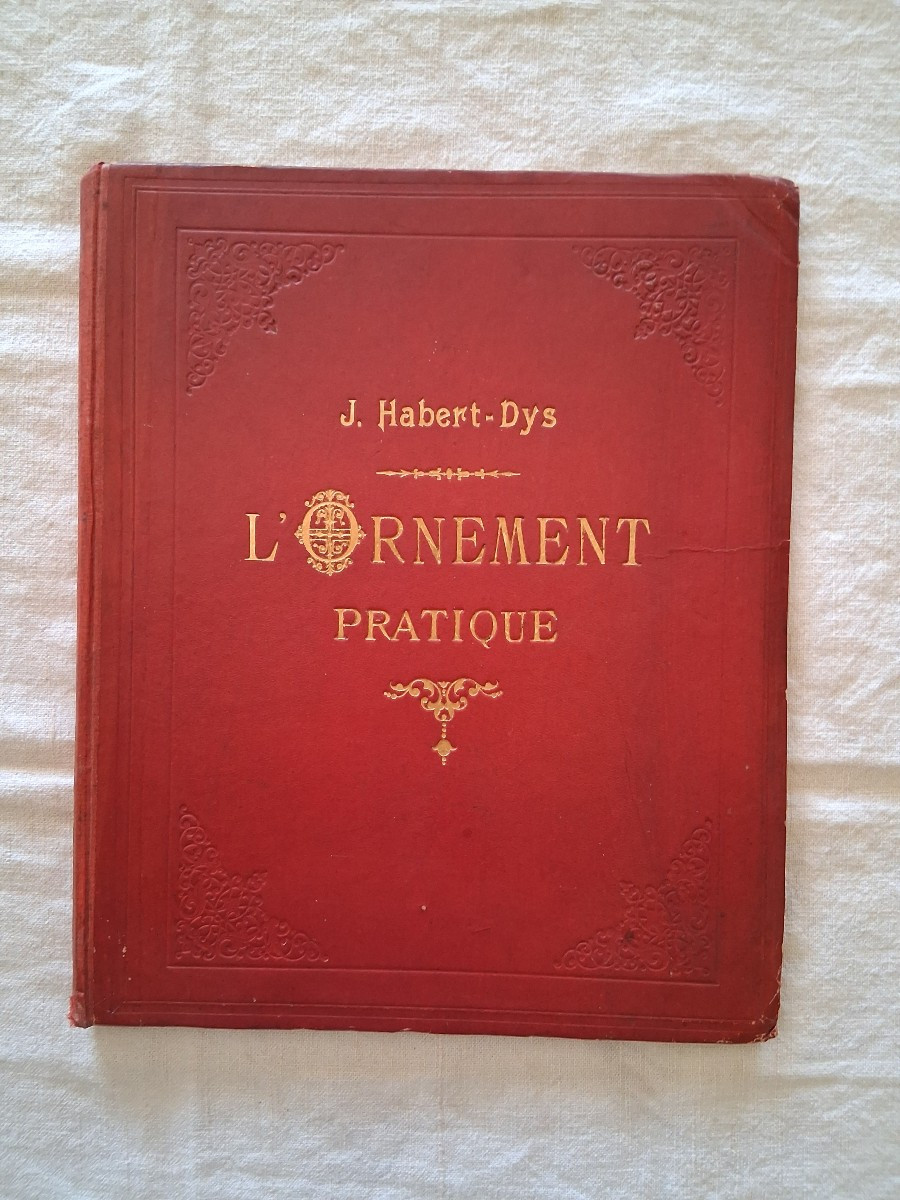 J. Habert-Dys
L'ORNEMENT
PRATIQUE